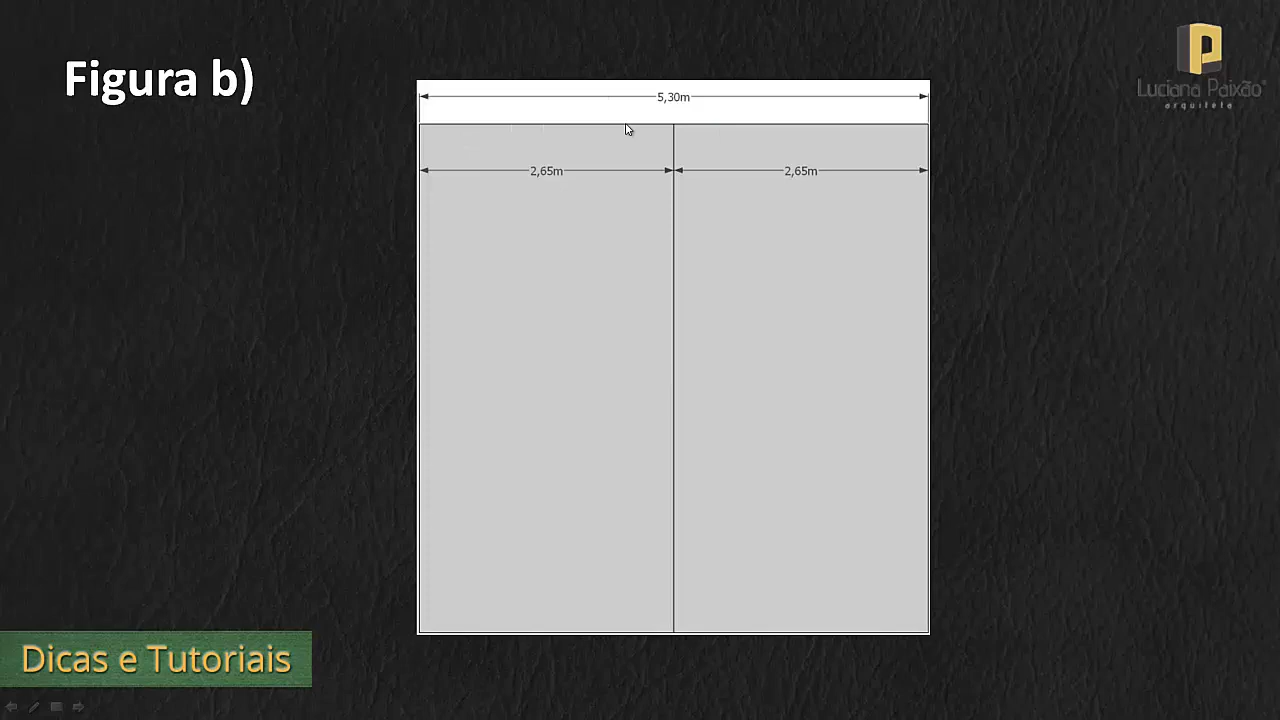 Figura b)
Luciana Paixão®
arquiteta
5,30m
2,65m
2,65m
Dicas e Tutoriais